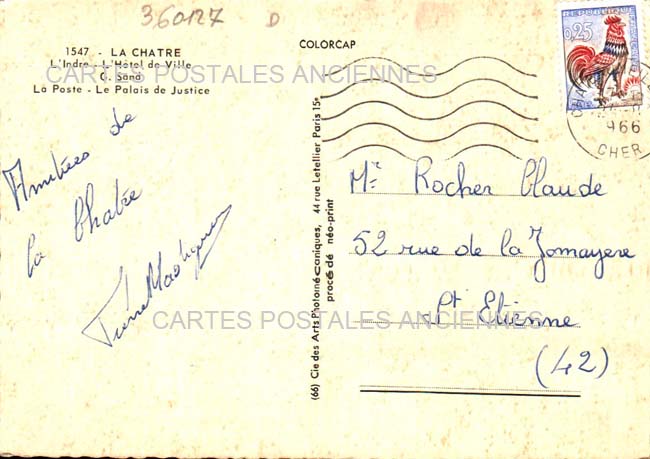 360127 D
1547 - LA CHATRE
L'Indre - L'Hôtel de Ville
G. Sand
La Poste - Le Palais de Justice
CARTES POSTALES ANCIENNES
COLORCAP
0,25
966
CHER
Amitiés de
la Chatre
Pierre
(66) Cie des Arts Photomécaniques, 44 rue Letellier Paris 15e
procédé néo-print
Mr Rocher Claude
52 rue de la Jomayere
St Etienne
CARTES POSTALES ANCIENNES
(42)